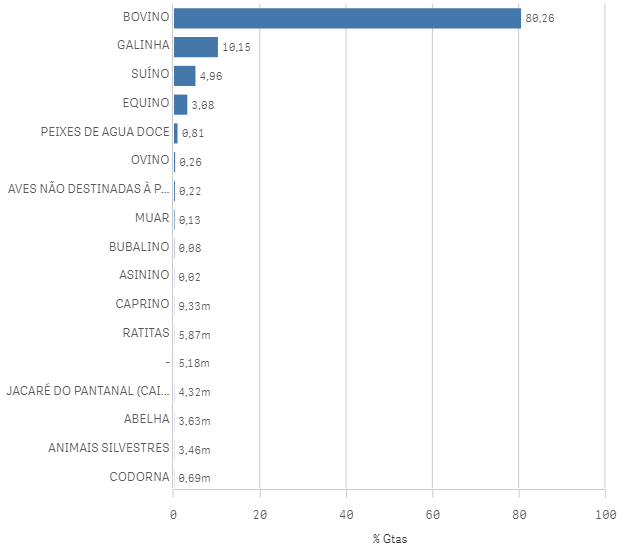 BOVINO 80,26
GALINHA 10,15
SUÍNO 4,96
EQUINO 3,08
PEIXES DE AGUA DOCE 0,81
OVINO 0,26
AVES NÃO DESTINADAS À P... 0,22
MUAR 0,13
BUBALINO 0,08
ASININO 0,02
CAPRINO 9,33m
RATITAS 5,87m
- 5,18m
JACARÉ DO PANTANAL (CAI... 4,32m
ABELHA 3,63m
ANIMAIS SILVESTRES 3,46m
CODORNA 0,69m
0 20 40 60 80 100
% Gtas